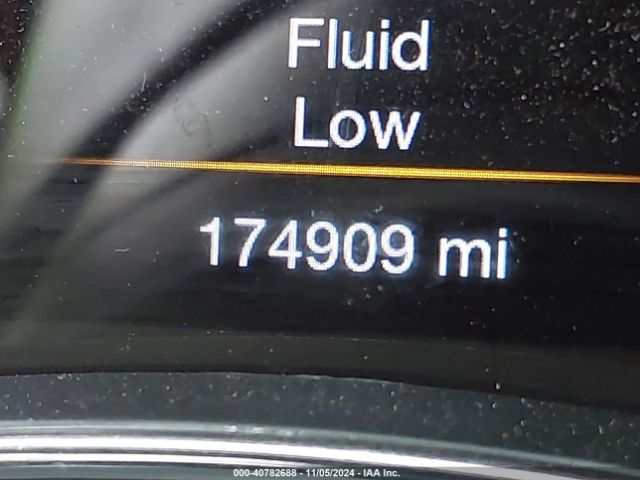 Fluid
Low
174909 mi
000-40782688 - 11/05/2024 - IAA Inc.